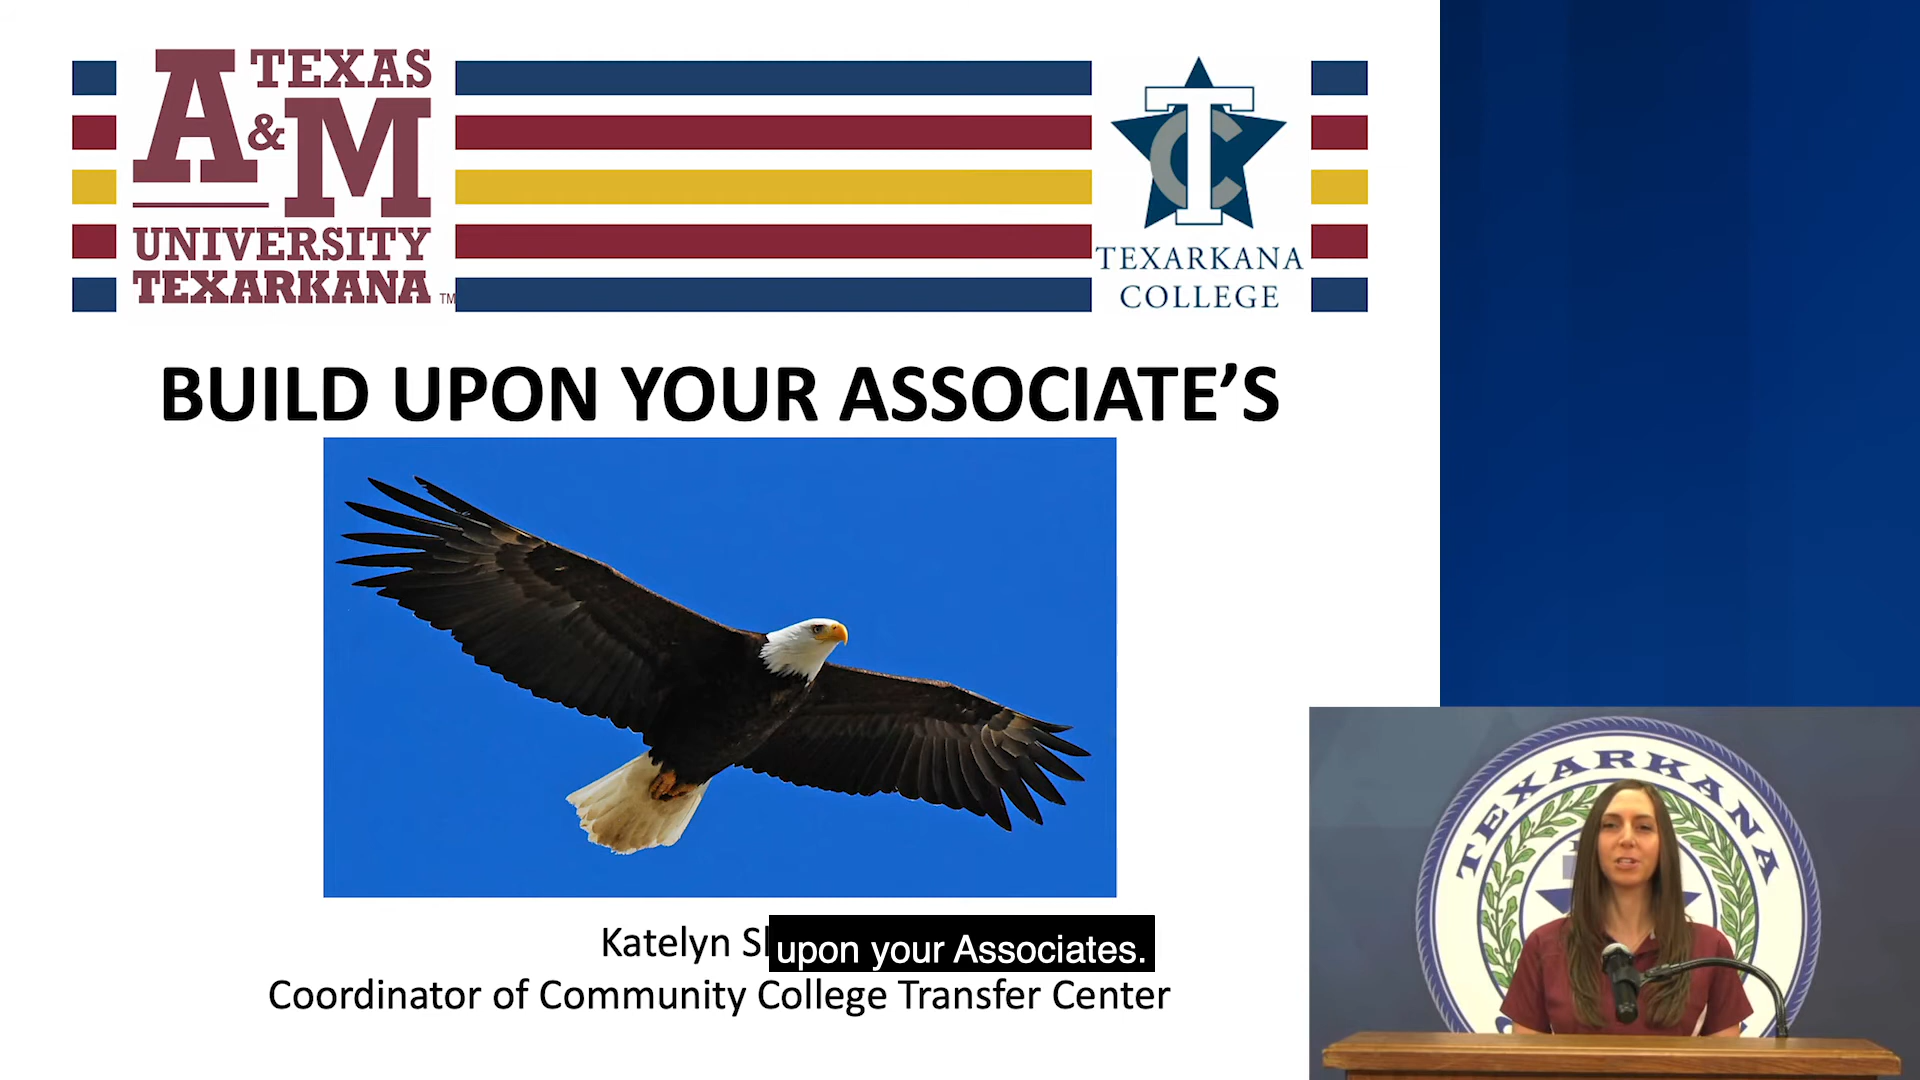 TEXAS
A&M
UNIVERSITY
TEXARKANA
TM
TC
TEXARKANA
COLLEGE
BUILD UPON YOUR ASSOCIATE’S
Katelyn
upon your Associates.
Coordinator of Community College Transfer Center
TEXARKANA